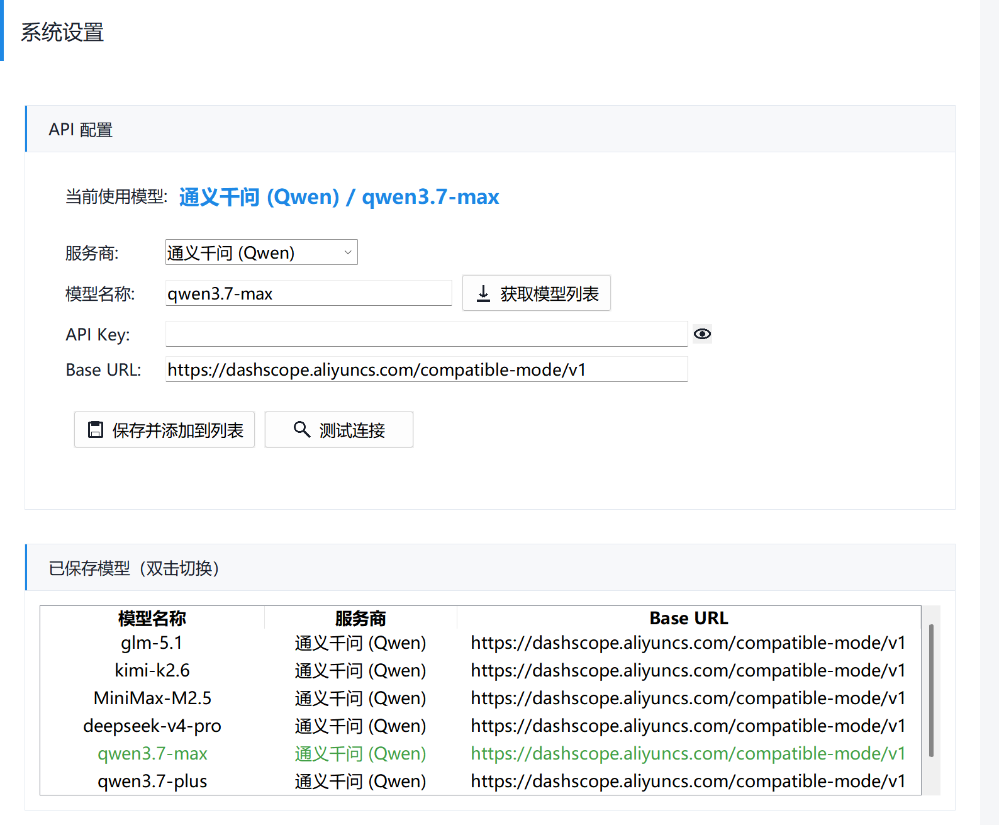 系统设置
API 配置
当前使用模型: 通义千问 (Qwen) / qwen3.7-max
服务商: 通义千问 (Qwen)
模型名称: qwen3.7-max 获取模型列表
API Key:
Base URL: https://dashscope.aliyuncs.com/compatible-mode/v1
保存并添加到列表 测试连接
已保存模型（双击切换）
模型名称 服务商 Base URL
glm-5.1 通义千问 (Qwen) https://dashscope.aliyuncs.com/compatible-mode/v1
kimi-k2.6 通义千问 (Qwen) https://dashscope.aliyuncs.com/compatible-mode/v1
MiniMax-M2.5 通义千问 (Qwen) https://dashscope.aliyuncs.com/compatible-mode/v1
deepseek-v4-pro 通义千问 (Qwen) https://dashscope.aliyuncs.com/compatible-mode/v1
qwen3.7-max 通义千问 (Qwen) https://dashscope.aliyuncs.com/compatible-mode/v1
qwen3.7-plus 通义千问 (Qwen) https://dashscope.aliyuncs.com/compatible-mode/v1